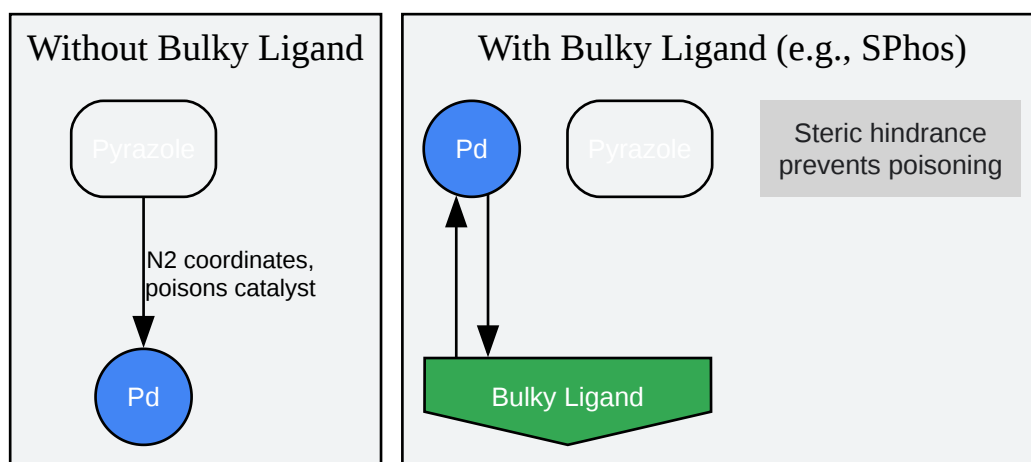 Without Bulky Ligand
Pyrazole
N2 coordinates,
poisons catalyst
Pd
With Bulky Ligand (e.g., SPhos)
Pd
Pyrazole
Steric hindrance
prevents poisoning
Bulky Ligand